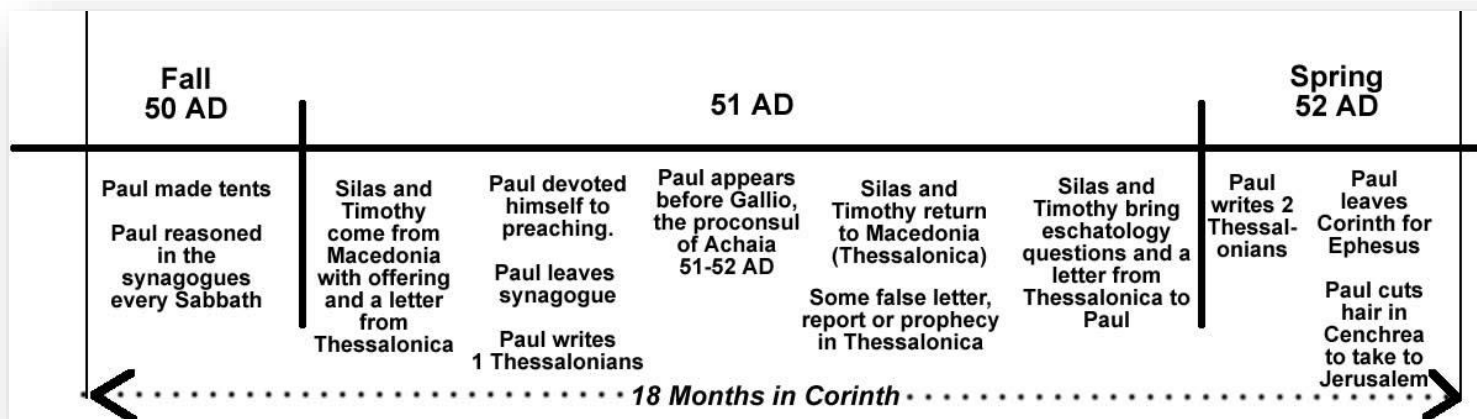 Fall
50 AD
51 AD
Spring
52 AD
Paul made tents
Paul reasoned
in the
synagogues
every Sabbath
Silas and
Timothy
come from
Macedonia
with offering
and a letter
from
Thessalonica
Paul devoted
himself to
preaching.
Paul leaves
synagogue
Paul writes
1 Thessalonians
Paul appears
before Gallio,
the proconsul
of Achaia
51-52 AD
Silas and
Timothy return
to Macedonia
(Thessalonica)
Some false letter,
report or prophecy
in Thessalonica
Silas and
Timothy bring
eschatology
questions and a
letter from
Thessalonica to
Paul
Paul
writes 2
Thessal-
onians
Paul
leaves
Corinth for
Ephesus
Paul cuts
hair in
Cenchrea
to take to
Jerusalem
18 Months in Corinth